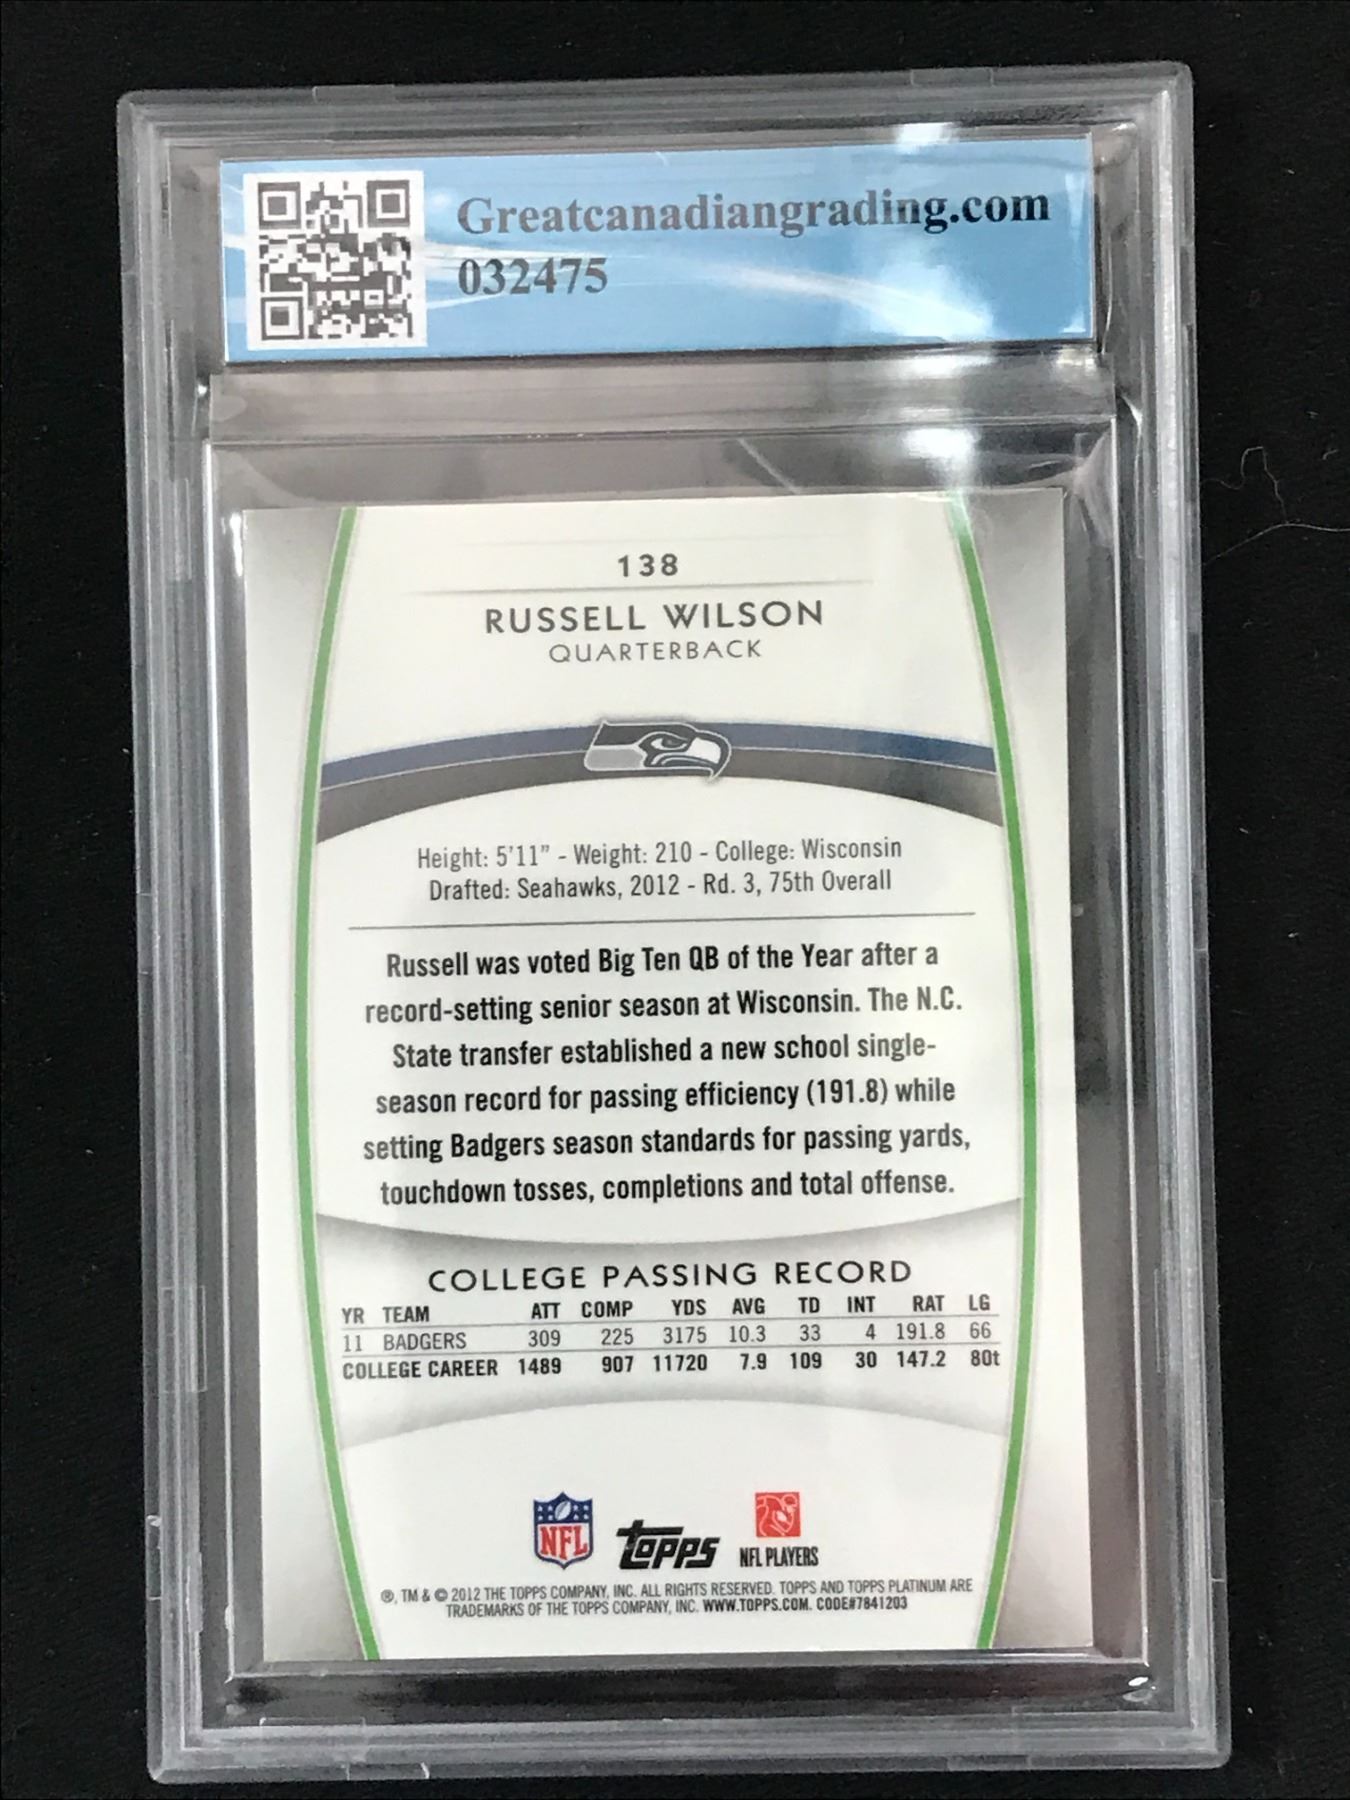 Greatcanadiangrading.com
032475
138
RUSSELL WILSON
QUARTERBACK
Height: 5'11" - Weight: 210 - College: Wisconsin
Drafted: Seahawks, 2012 - Rd. 3, 75th Overall
Russell was voted Big Ten QB of the Year after a
record-setting senior season at Wisconsin. The N.C.
State transfer established a new school single-
season record for passing efficiency (191.8) while
setting Badgers season standards for passing yards,
touchdown tosses, completions and total offense.
COLLEGE PASSING RECORD
YR TEAM ATT COMP YDS AVG TD INT RAT LG
11 BADGERS 309 225 3175 10.3 33 4 191.8 66
COLLEGE CAREER 1489 907 11720 7.9 109 30 147.2 80t
NFL
TOPPS
NFL PLAYERS
®, TM & © 2012 THE TOPPS COMPANY, INC. ALL RIGHTS RESERVED. TOPPS AND TOPPS PLATINUM ARE
TRADEMARKS OF THE TOPPS COMPANY, INC. WWW.TOPPS.COM. CODE#7841203